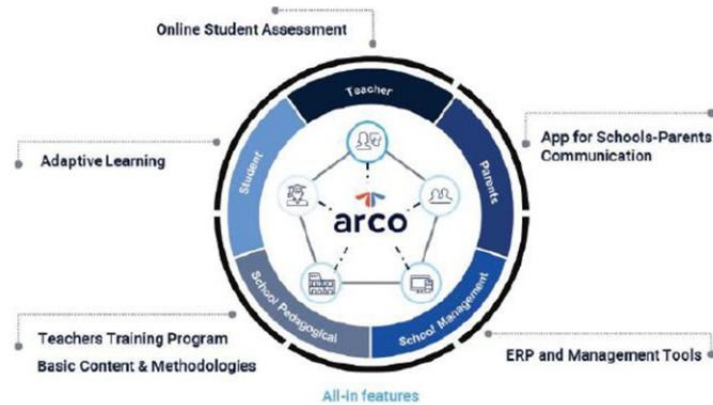 Online Student Assessment
Teacher
Adaptive Learning
Student
Parents
App for Schools-Parents
Communication
arco
School Pedagogical
School Management
Teachers Training Program
Basic Content & Methodologies
ERP and Management Tools
All-in features